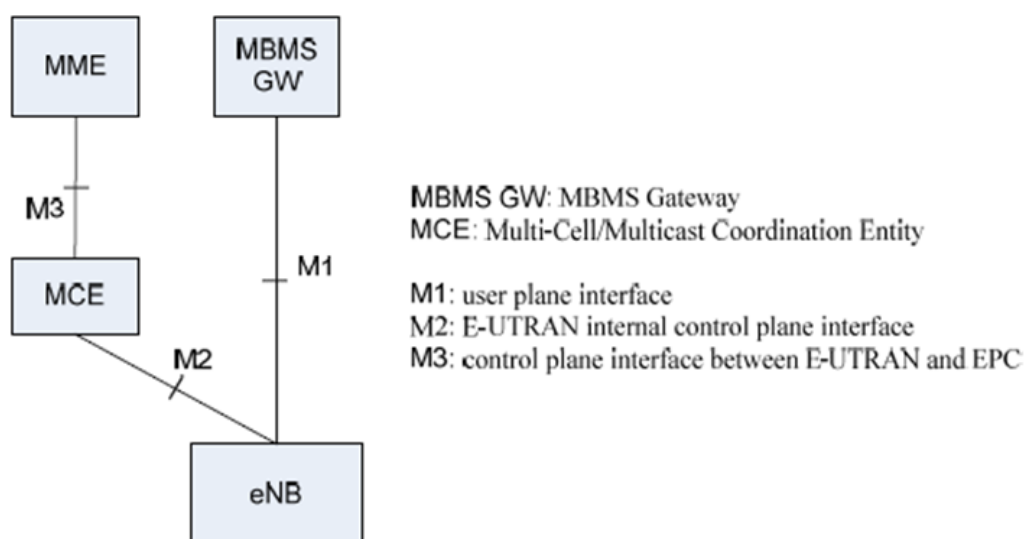 MME
MBMS
GW
M3
M1
MCE
M2
eNB
MBMS GW: MBMS Gateway
MCE: Multi-Cell/Multicast Coordination Entity
M1: user plane interface
M2: E-UTRAN internal control plane interface
M3: control plane interface between E-UTRAN and EPC